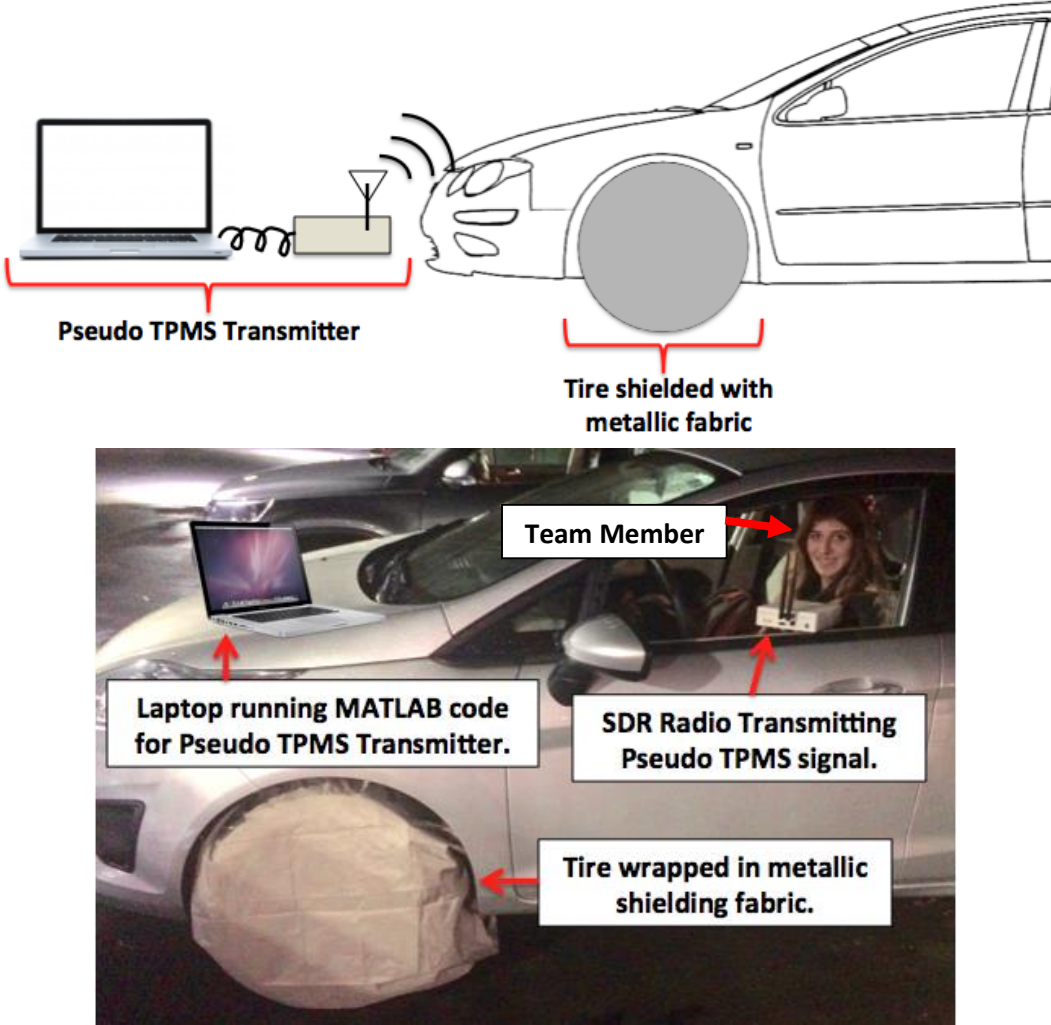 Pseudo TPMS Transmitter
Tire shielded with
metallic fabric
Team Member
Laptop running MATLAB code
for Pseudo TPMS Transmitter.
SDR Radio Transmitting
Pseudo TPMS signal.
Tire wrapped in metallic
shielding fabric.